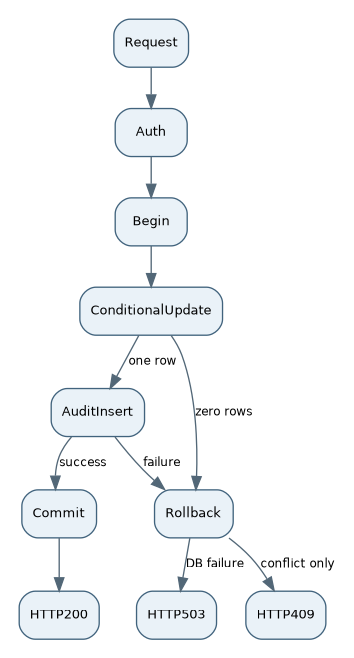 Request
Auth
Begin
ConditionalUpdate
one row
zero rows
AuditInsert
success
failure
Commit
Rollback
DB failure
conflict only
HTTP200
HTTP503
HTTP409